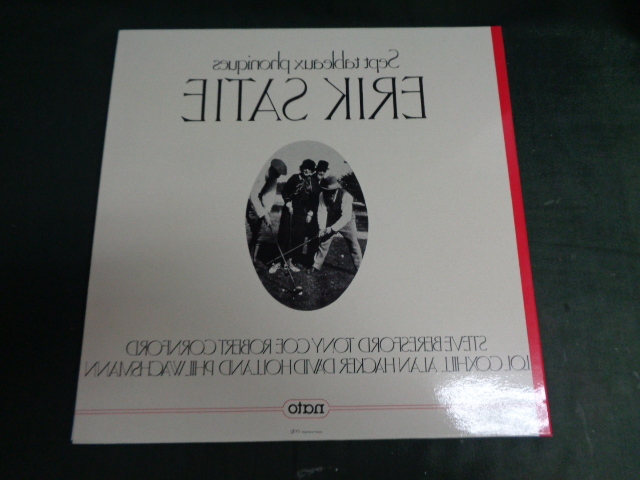 Sept tableaux phoniques
ERIK SATIE
STEVE BERESFORD TONY COE ROBERT CORNFORD
LOL COXHILL ALAN HACKER DAVID HOLLAND PHIL WACHSMANN
nato